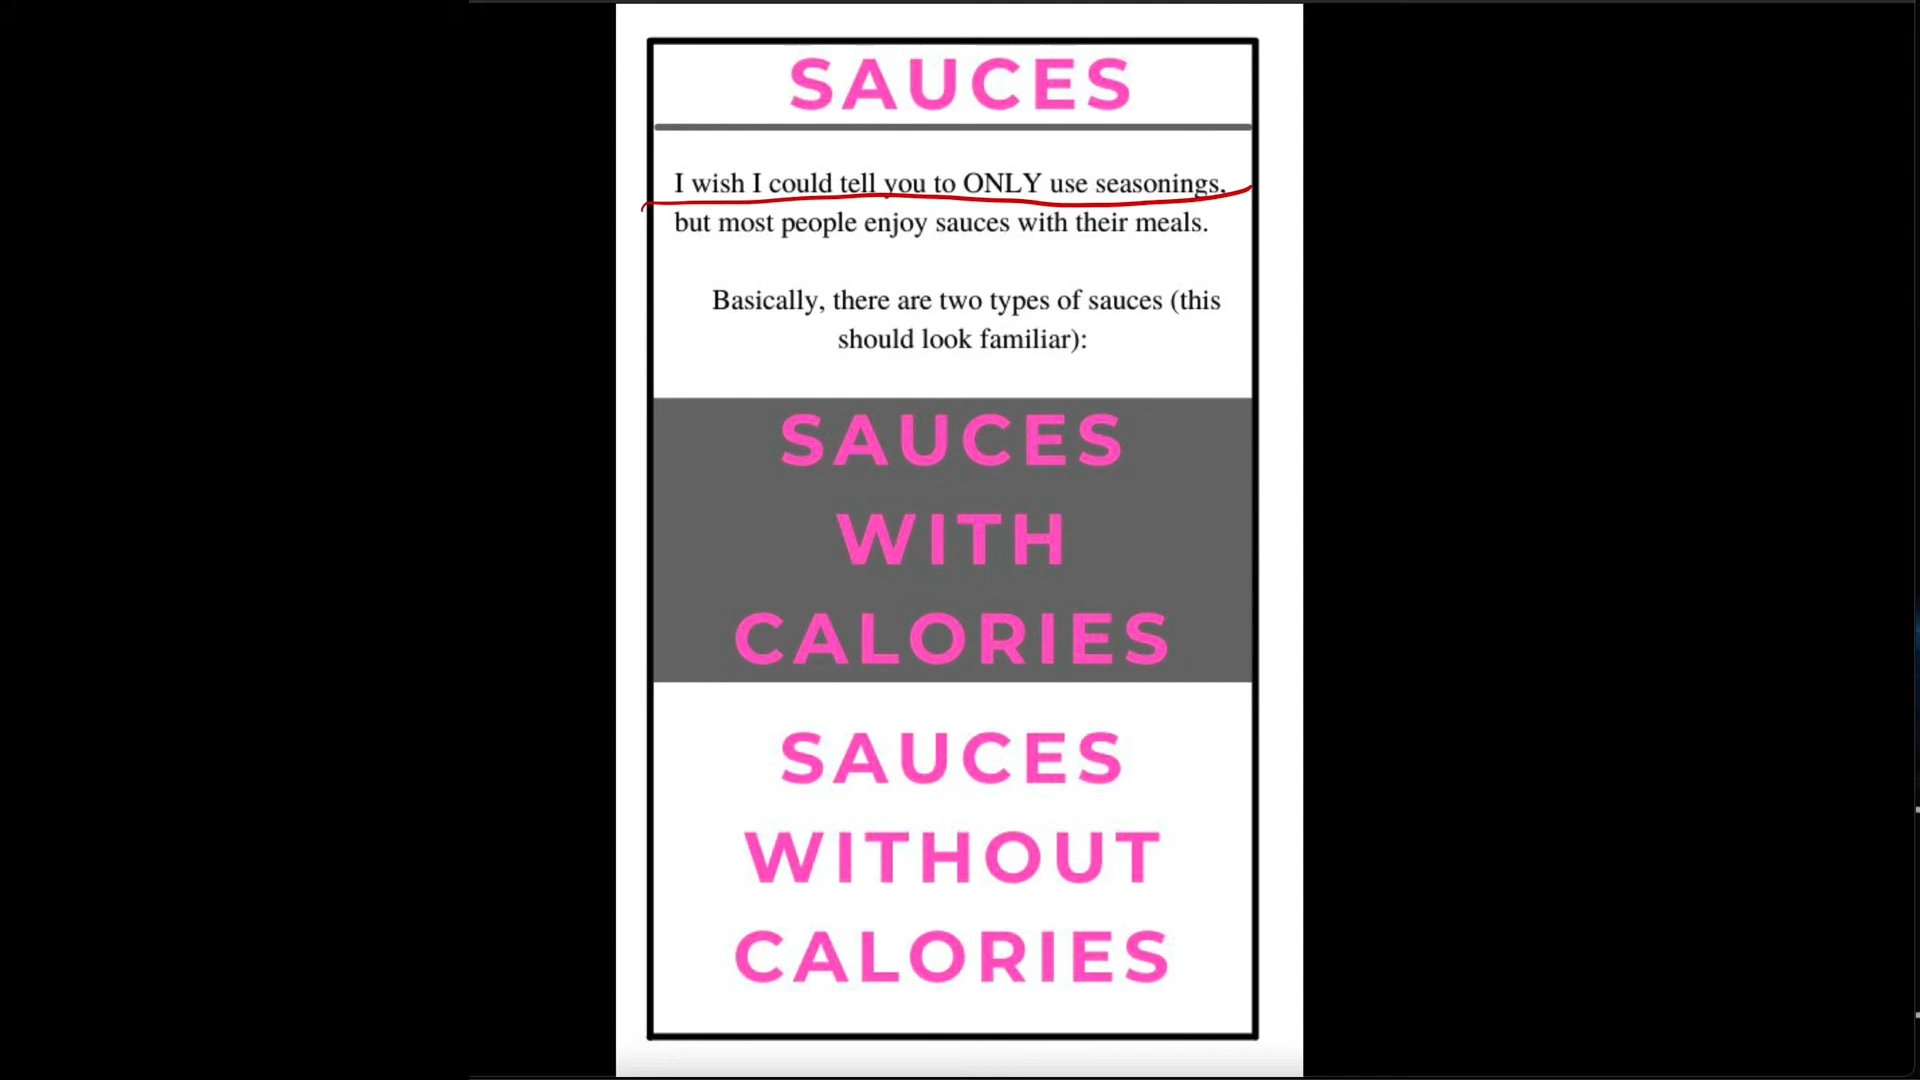 SAUCES
I wish I could tell you to ONLY use seasonings,
but most people enjoy sauces with their meals.
Basically, there are two types of sauces (this
should look familiar):
SAUCES
WITH
CALORIES
SAUCES
WITHOUT
CALORIES